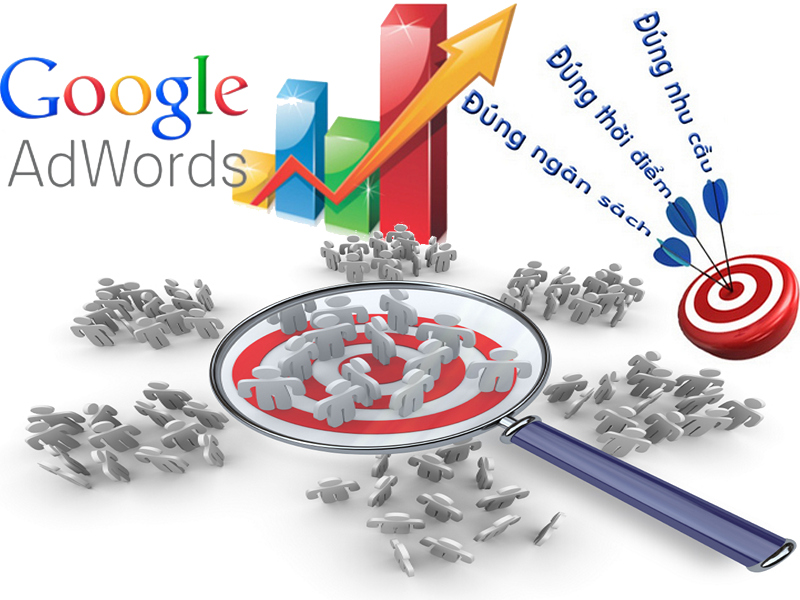 Google
AdWords
Đúng ngân sách
Đúng thời điểm
Đúng nhu cầu